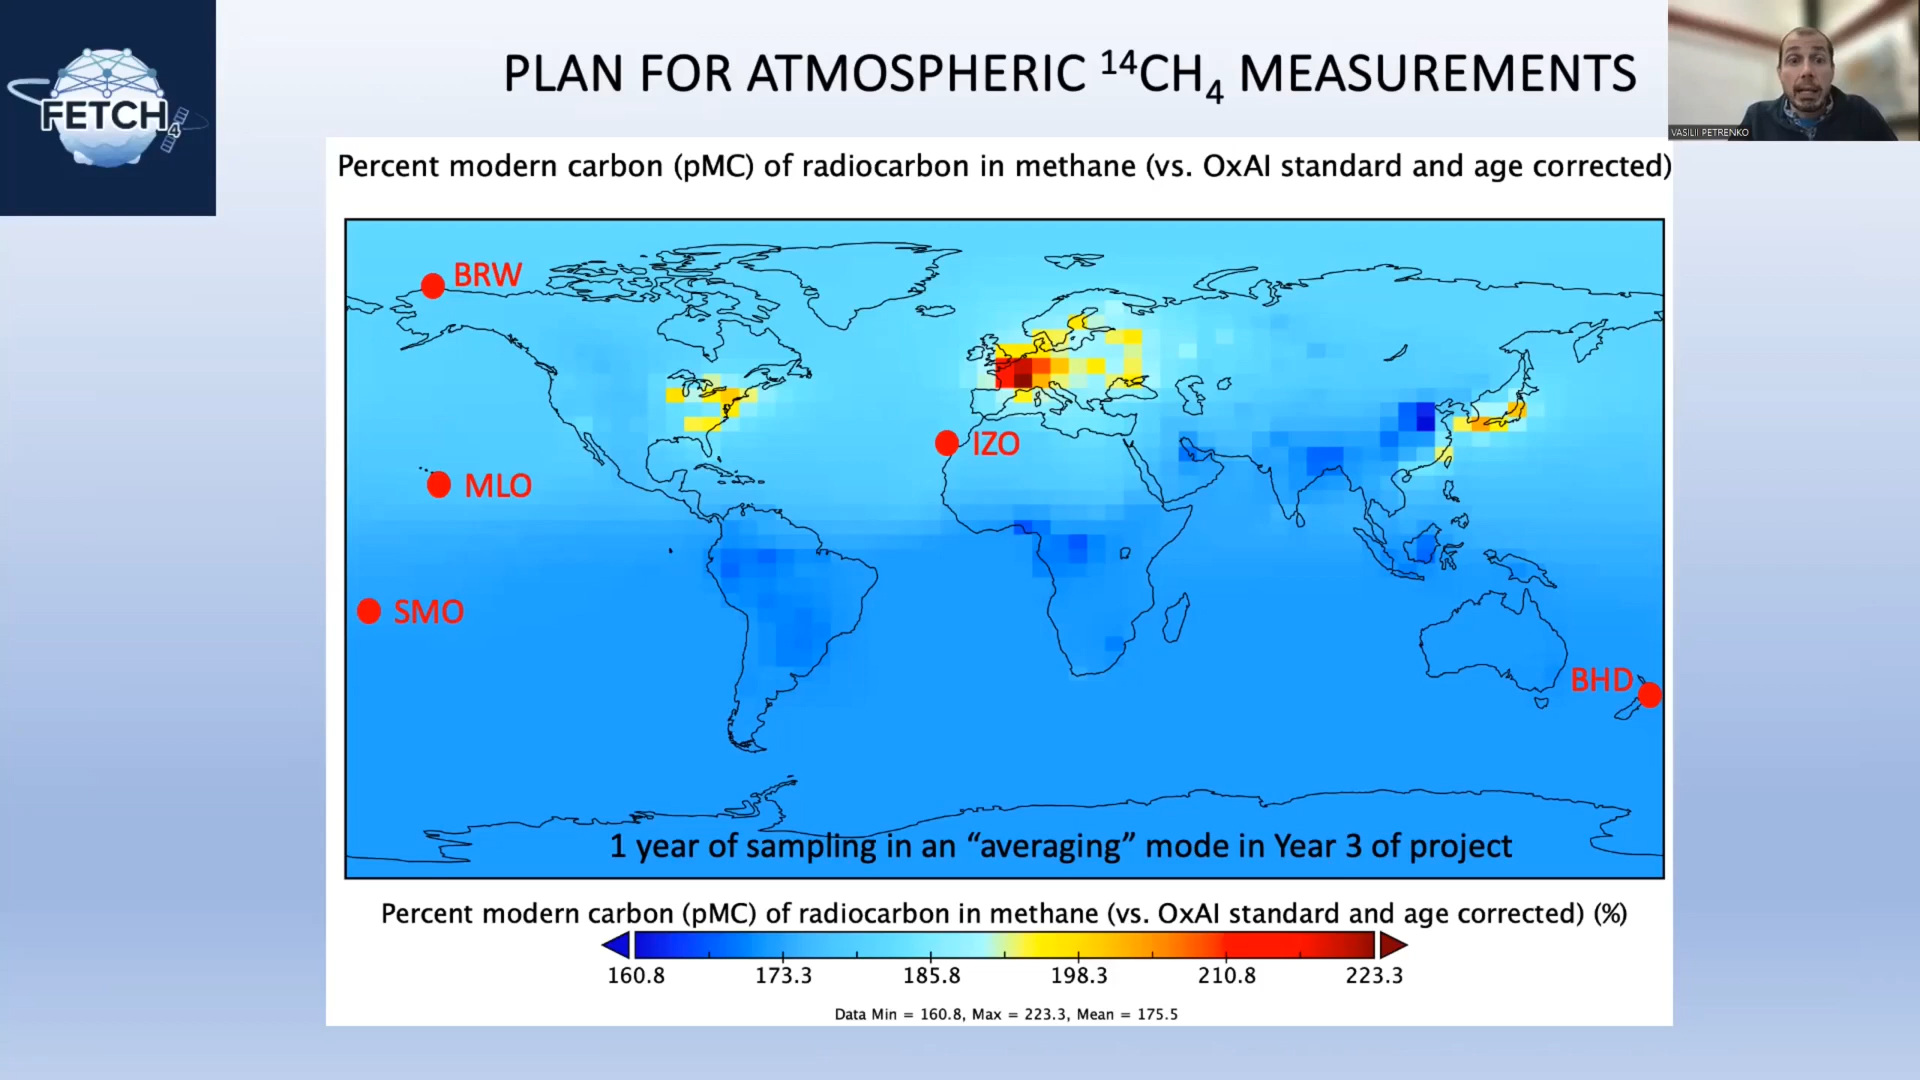 FETCH4
PLAN FOR ATMOSPHERIC ¹⁴CH₄ MEASUREMENTS
VASILII PETRENKO
Percent modern carbon (pMC) of radiocarbon in methane (vs. OxAI standard and age corrected)
BRW
IZO
MLO
SMO
BHD
1 year of sampling in an “averaging” mode in Year 3 of project
Percent modern carbon (pMC) of radiocarbon in methane (vs. OxAI standard and age corrected) (%)
160.8 173.3 185.8 198.3 210.8 223.3
Data Min = 160.8, Max = 223.3, Mean = 175.5